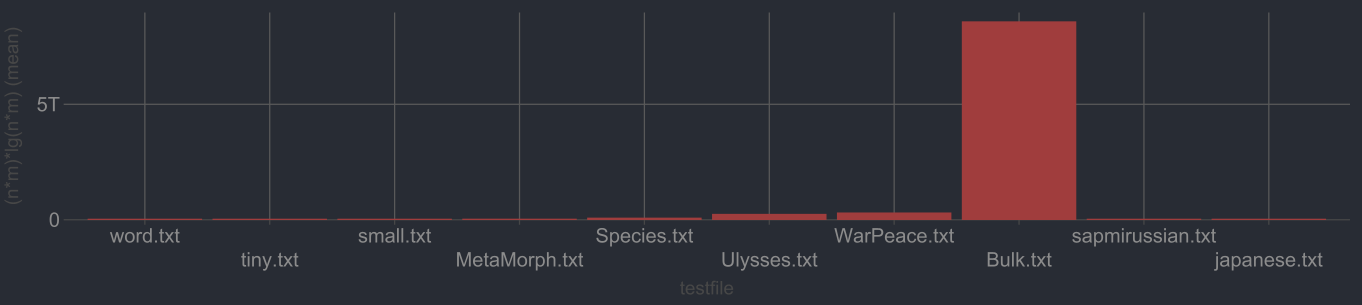 (n*m)*lg(n*m) (mean)
5T
0
word.txt
tiny.txt
small.txt
MetaMorph.txt
Species.txt
Ulysses.txt
WarPeace.txt
Bulk.txt
sapmirussian.txt
japanese.txt
testfile